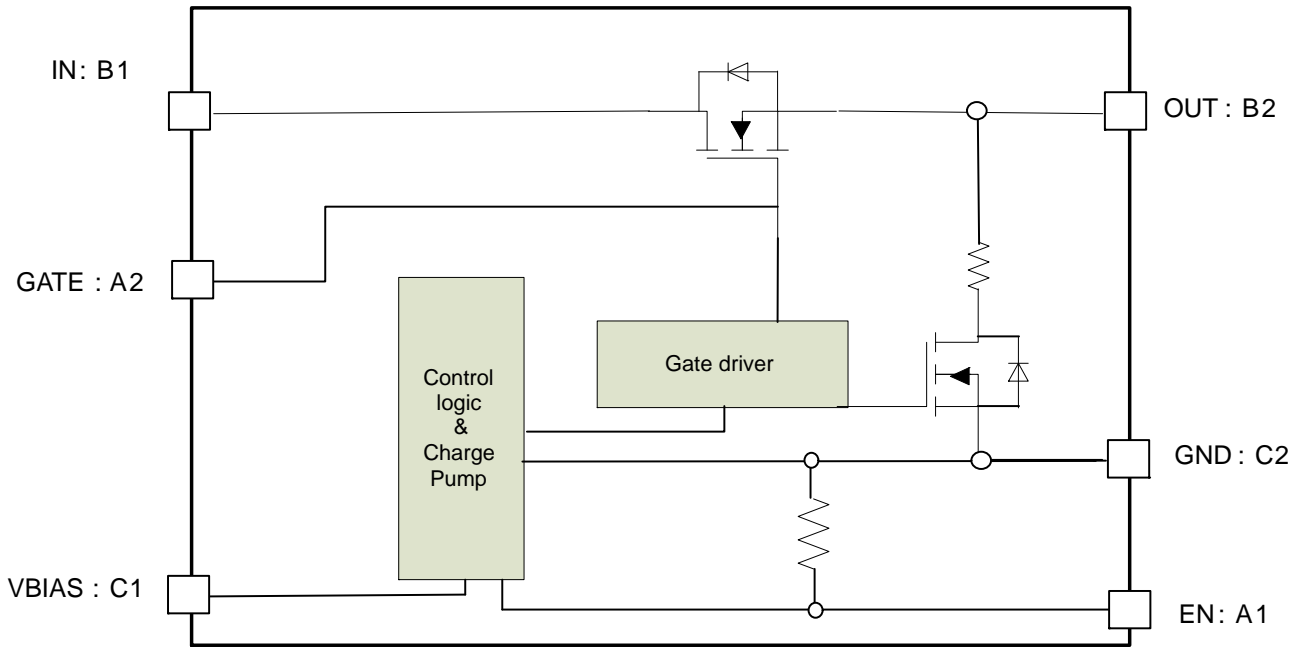 IN: B1
OUT : B2
GATE : A2
Gate driver
Control
logic
&
Charge
Pump
GND : C2
VBIAS : C1
EN: A1